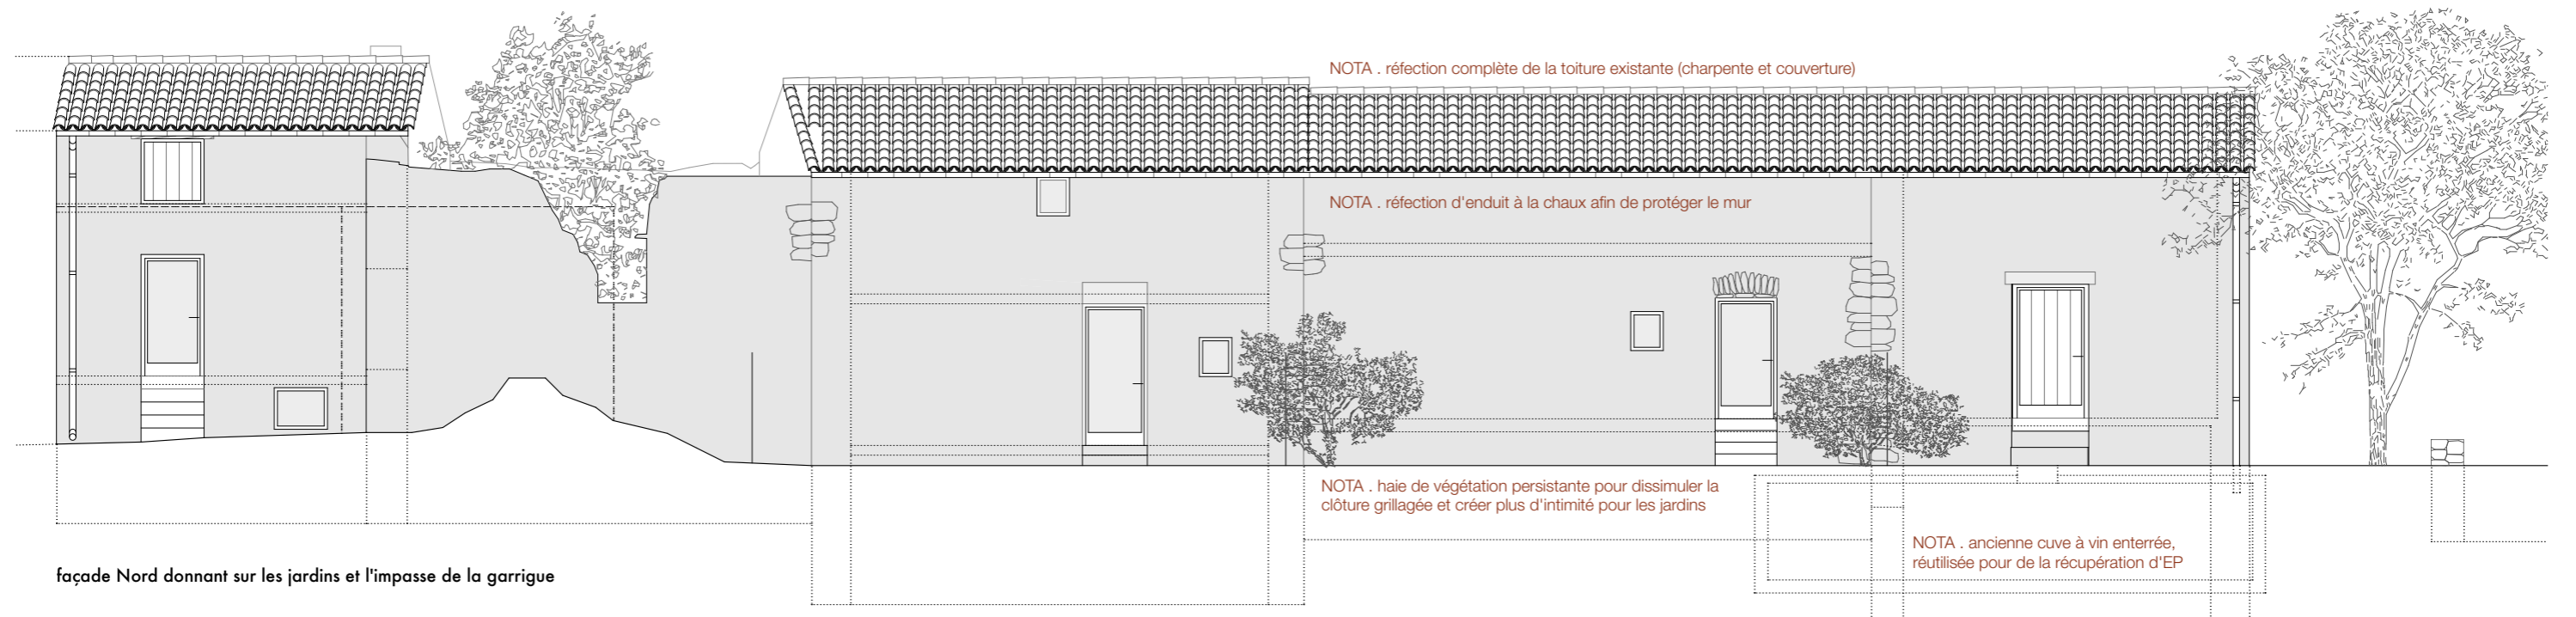 NOTA . réfection complète de la toiture existante (charpente et couverture)
NOTA . réfection d'enduit à la chaux afin de protéger le mur
NOTA . haie de végétation persistante pour dissimuler la
clôture grillagée et créer plus d'intimité pour les jardins
NOTA . ancienne cuve à vin enterrée,
réutilisée pour de la récupération d'EP
façade Nord donnant sur les jardins et l'impasse de la garrigue